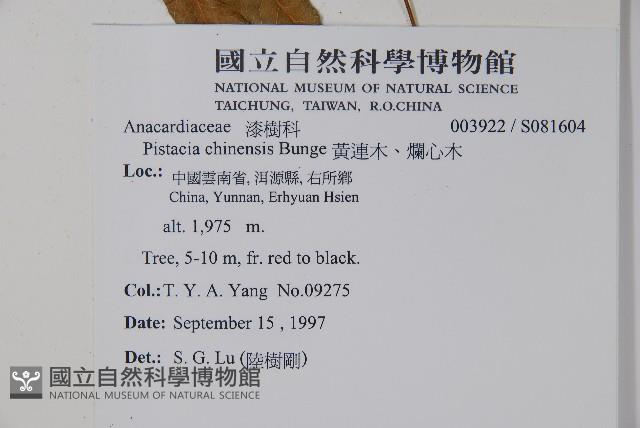 國立自然科學博物館
NATIONAL MUSEUM OF NATURAL SCIENCE
TAICHUNG, TAIWAN, R.O.CHINA
Anacardiaceae 漆樹科 003922 / S081604
Pistacia chinensis Bunge 黃連木、爛心木
Loc.: 中國雲南省, 洱源縣, 右所鄉
China, Yunnan, Erhyuan Hsien
alt. 1,975 m.
Tree, 5-10 m, fr. red to black.
Col.: T. Y. A. Yang No.09275
Date: September 15 , 1997
Det.: S. G. Lu (陸樹剛)
國立自然科學博物館
NATIONAL MUSEUM OF NATURAL SCIENCE